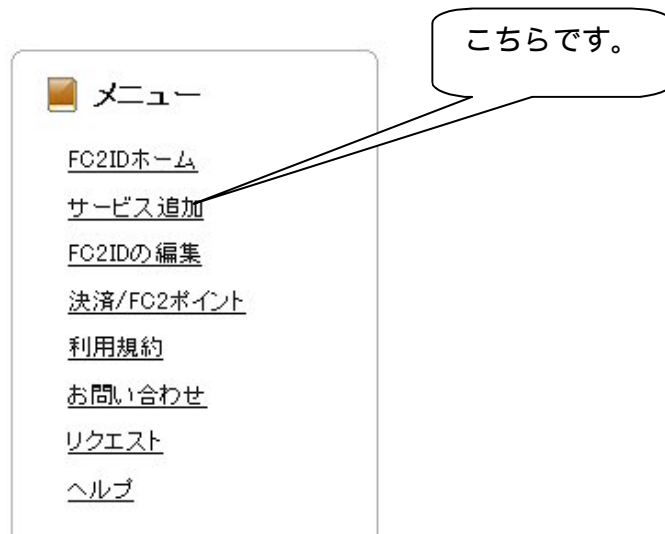 こちらです。
メニュー
FC2IDホーム
サービス追加
FC2IDの編集
決済/FC2ポイント
利用規約
お問い合わせ
リクエスト
ヘルプ